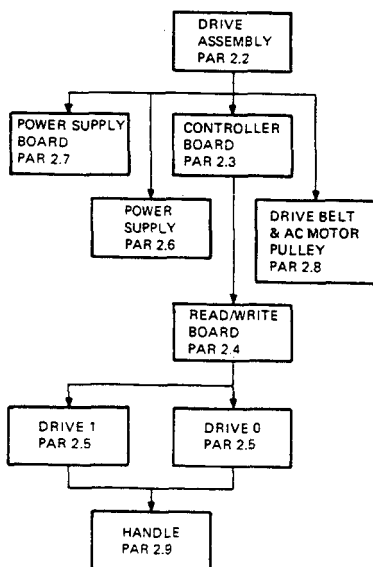 DRIVE
ASSEMBLY
PAR 2.2
POWER SUPPLY
BOARD
PAR 2.7
CONTROLLER
BOARD
PAR 2.3
POWER
SUPPLY
PAR 2.6
DRIVE BELT
& AC MOTOR
PULLEY
PAR 2.8
READ/WRITE
BOARD
PAR 2.4
DRIVE 1
PAR 2.5
DRIVE 0
PAR 2.5
HANDLE
PAR 2.9